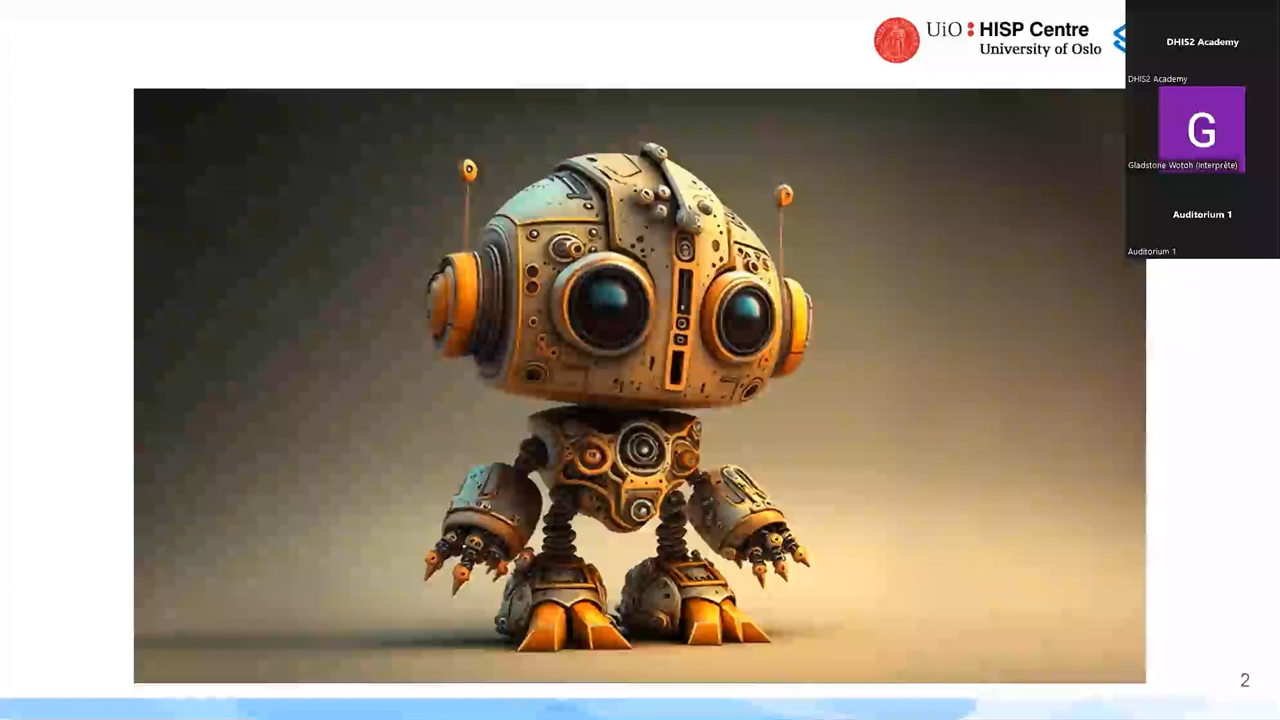 UiO : HISP Centre
University of Oslo
DHIS2 Academy
DHIS2 Academy
G
Gladstone Wotoh (Interprète)
Auditorium 1
Auditorium 1
2